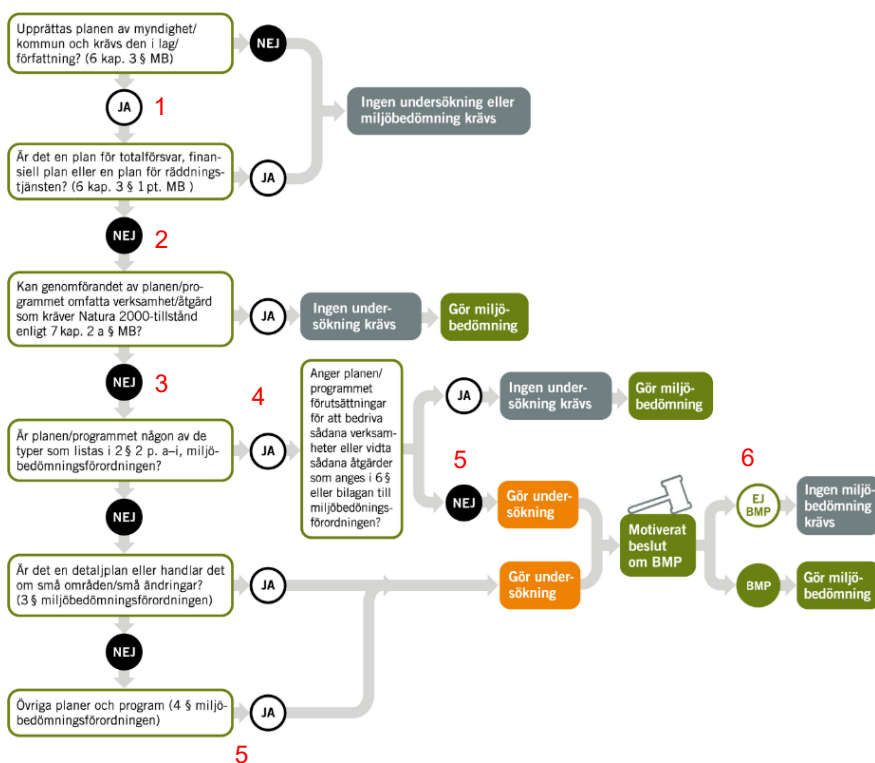 Upprättas planen av myndighet/
kommun och krävs den i lag/
författning? (6 kap. 3 § MB)
NEJ
JA
1
Ingen undersökning eller
miljöbedömning krävs
Är det en plan för totalförsvar, finan-
siell plan eller en plan för räddnings-
tjänsten? (6 kap. 3 § 1 pt. MB )
JA
NEJ
2
Kan genomförandet av planen/pro-
grammet omfatta verksamhet/åtgärd
som kräver Natura 2000-tillstånd
enligt 7 kap. 2 a § MB?
JA
Ingen under-
sökning krävs
Gör miljö-
bedömning
NEJ
3
4
Är planen/programmet någon av de
typer som listas i 2 § 2 p. a–i, miljö-
bedömningsförordningen?
JA
Anger planen/
programmet
förutsättningar
för att bedriva
sådana verksam-
heter eller vidta
sådana åtgärder
som anges i 6 §
eller bilagan till
miljöbedönings-
förordningen?
JA
Ingen under-
sökning krävs
Gör miljö-
bedömning
5
NEJ
Gör under-
sökning
Motiverat
beslut
om BMP
6
EJ
BMP
Ingen miljö-
bedömning
krävs
BMP
Gör miljö-
bedömning
NEJ
Är det en detaljplan eller handlar det
om små områden/små ändringar?
(3 § miljöbedömningsförordningen)
JA
Gör under-
sökning
NEJ
Övriga planer och program (4 § miljö-
bedömningsförordningen)
JA
5